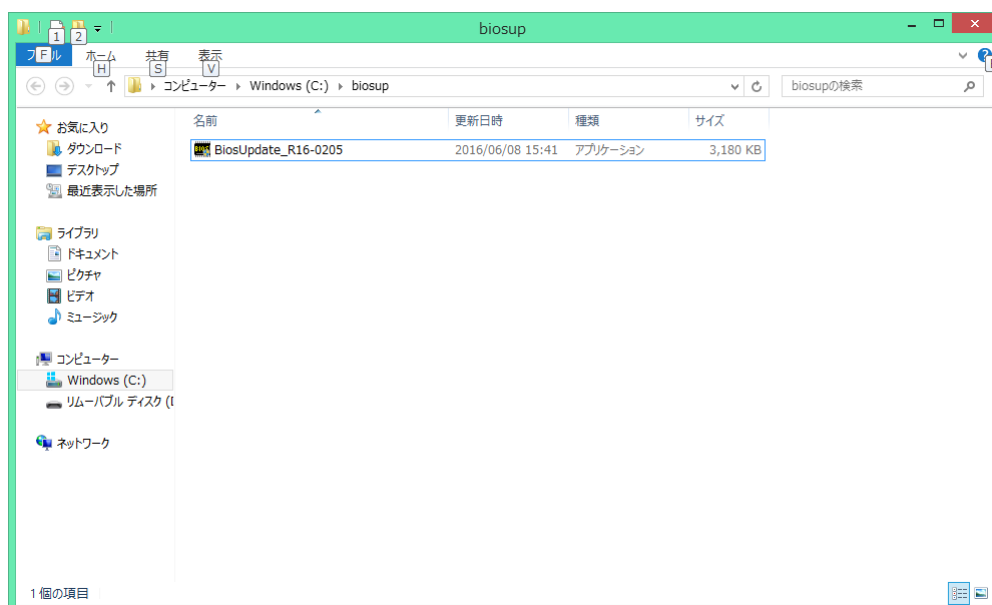 biosup
1 2
ファイル ホーム 共有 表示
F H S V
コンピューター Windows (C:) biosup biosupの検索
名前 更新日時 種類 サイズ
BiosUpdate_R16-0205 2016/06/08 15:41 アプリケーション 3,180 KB
お気に入り
ダウンロード
デスクトップ
最近表示した場所
ライブラリ
ドキュメント
ピクチャ
ビデオ
ミュージック
コンピューター
Windows (C:)
リムーバブル ディスク (
ネットワーク
1 個の項目